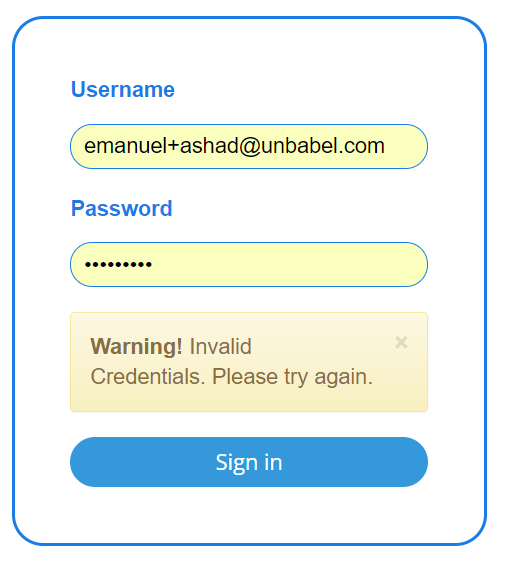 Username
emanuel+ashad@unbabel.com
Password
•••••••••
Warning! Invalid
Credentials. Please try again.
×
Sign in